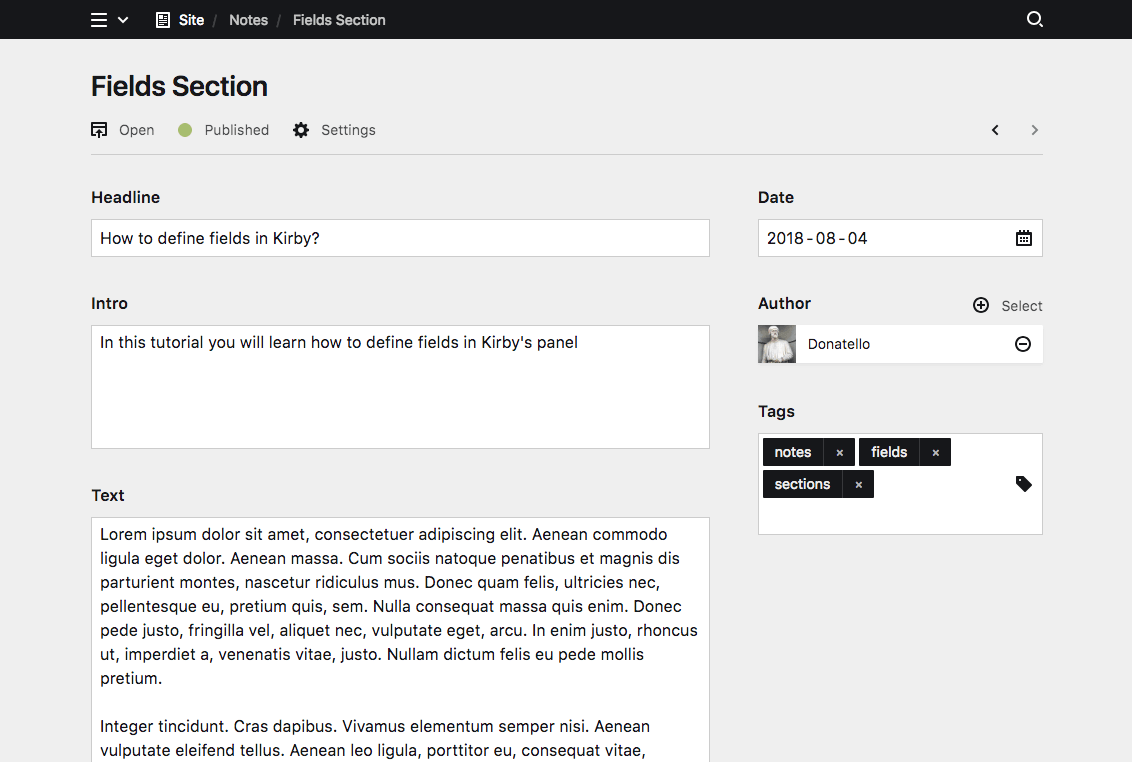 Site / Notes / Fields Section
Fields Section
Open Published Settings
Headline
How to define fields in Kirby?
Intro
In this tutorial you will learn how to define fields in Kirby's panel
Text
Lorem ipsum dolor sit amet, consectetuer adipiscing elit. Aenean commodo
ligula eget dolor. Aenean massa. Cum sociis natoque penatibus et magnis dis
parturient montes, nascetur ridiculus mus. Donec quam felis, ultricies nec,
pellentesque eu, pretium quis, sem. Nulla consequat massa quis enim. Donec
pede justo, fringilla vel, aliquet nec, vulputate eget, arcu. In enim justo, rhoncus
ut, imperdiet a, venenatis vitae, justo. Nullam dictum felis eu pede mollis
pretium.
Integer tincidunt. Cras dapibus. Vivamus elementum semper nisi. Aenean
vulputate eleifend tellus. Aenean leo ligula, porttitor eu, consequat vitae,
Date
2018-08-04
Author
Select
Donatello
Tags
notes × fields ×
sections ×